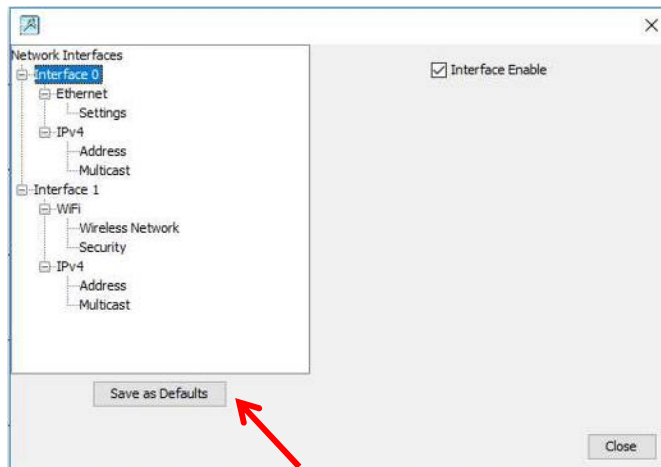 Network Interfaces
Interface 0
Interface Enable
Ethernet
Settings
IPv4
Address
Multicast
Interface 1
WiFi
Wireless Network
Security
IPv4
Address
Multicast
Save as Defaults
Close